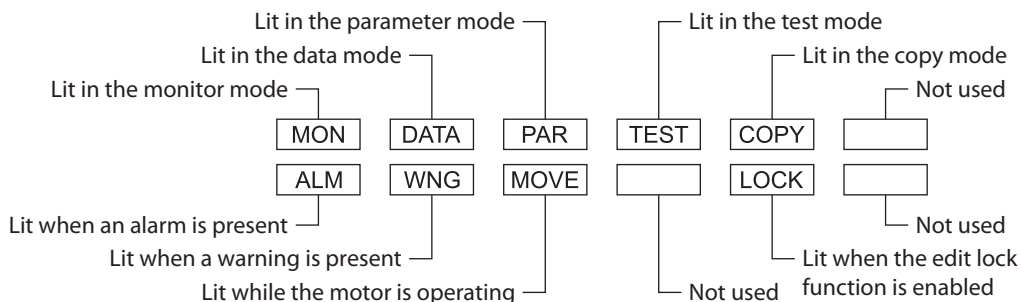 Lit in the parameter mode
Lit in the test mode
Lit in the data mode
Lit in the copy mode
Lit in the monitor mode
Not used
MON DATA PAR TEST COPY
ALM WNG MOVE LOCK
Lit when an alarm is present
Not used
Lit when a warning is present
Lit when the edit lock
function is enabled
Lit while the motor is operating
Not used